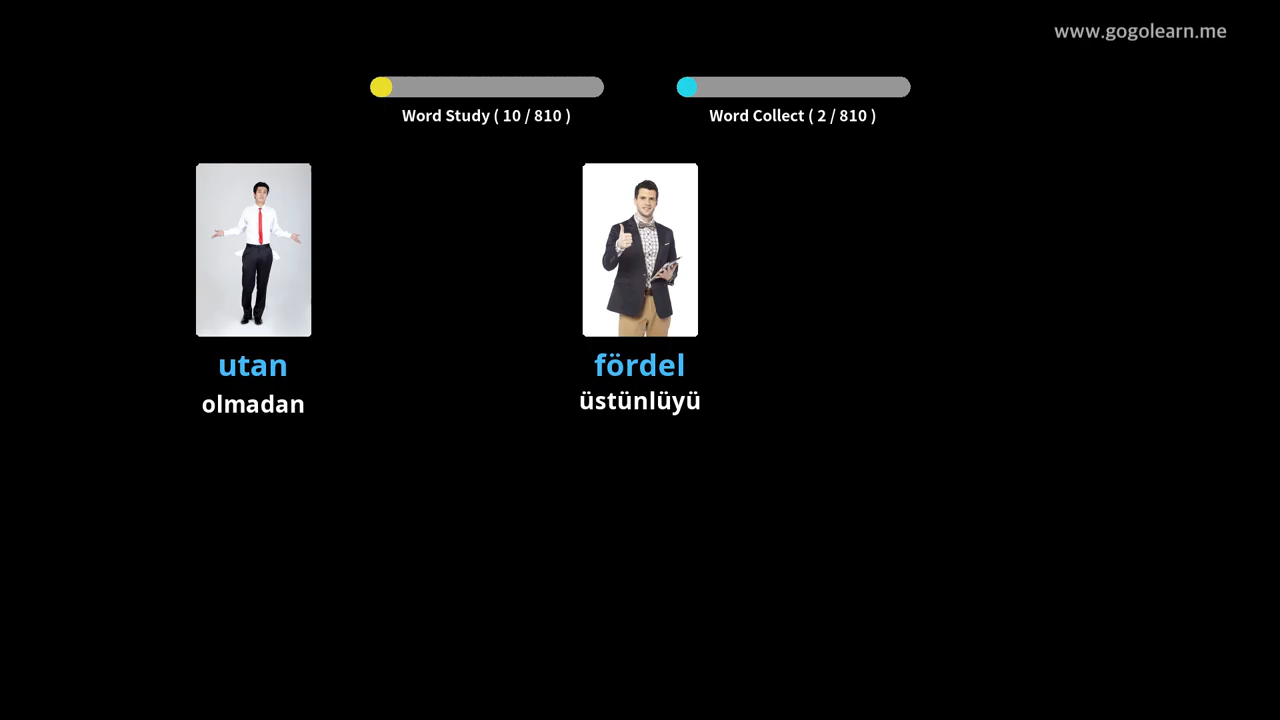 www.gogolearn.me
Word Study ( 10 / 810 )
Word Collect ( 2 / 810 )
utan
olmadan
fördel
üstünlüyü